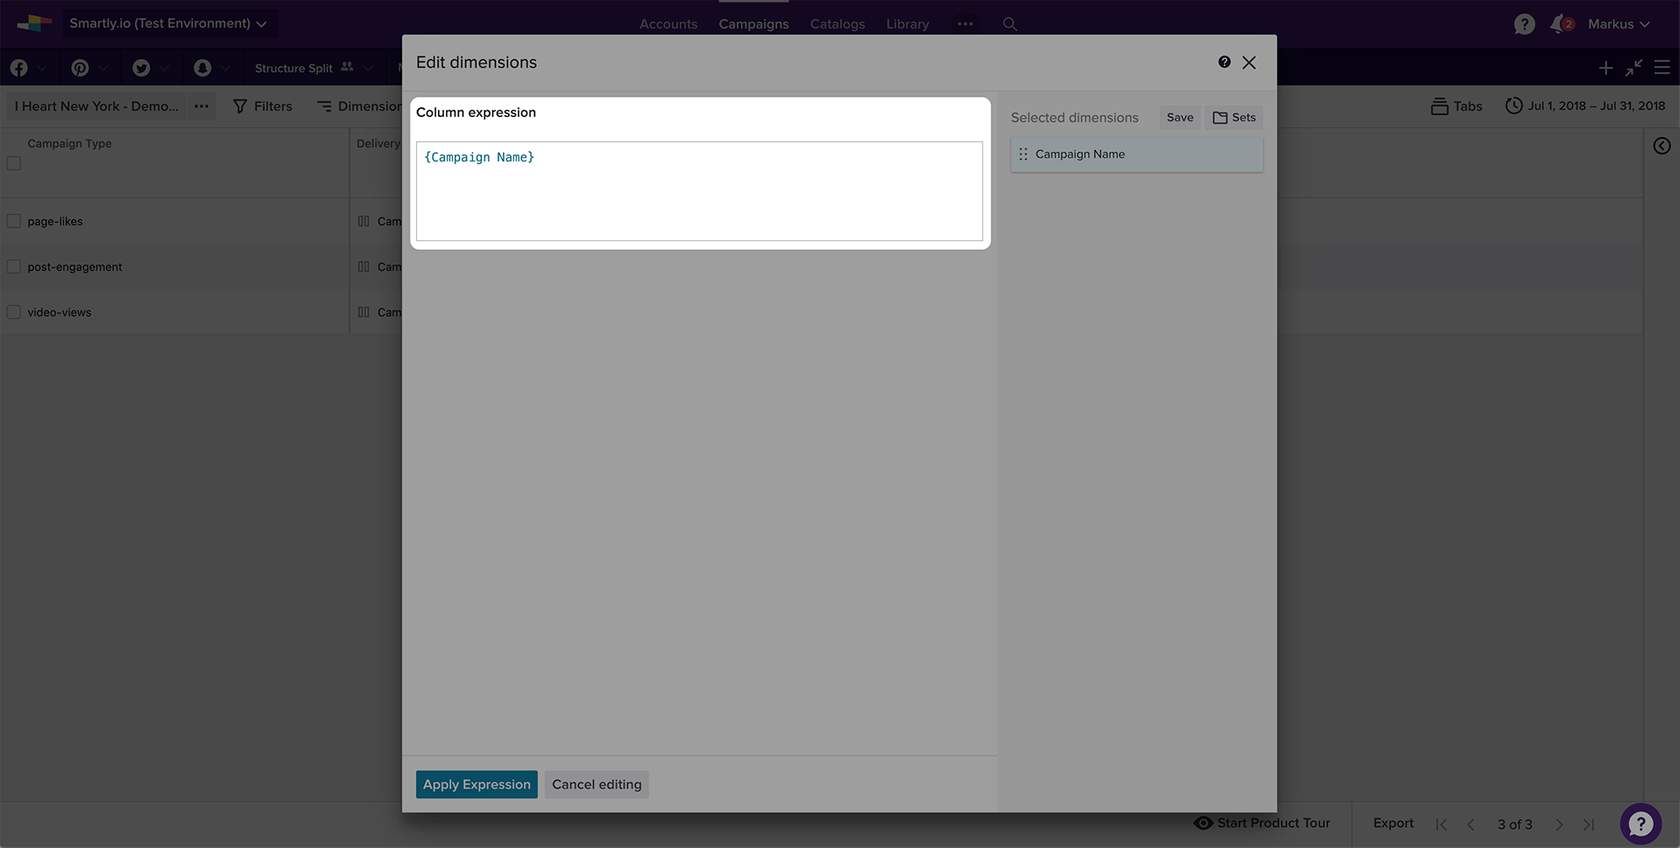 Smartly.io (Test Environment)
Accounts
Campaigns
Catalogs
Library
2
Markus
Structure Split
I Heart New York - Demo...
Filters
Dimension
Tabs
Jul 1, 2018 – Jul 31, 2018
Campaign Type
Delivery
page-likes
Cam
post-engagement
Cam
video-views
Cam
Edit dimensions
Column expression
{Campaign Name}
Selected dimensions
Save
Sets
Campaign Name
Apply Expression
Cancel editing
Start Product Tour
Export
3 of 3